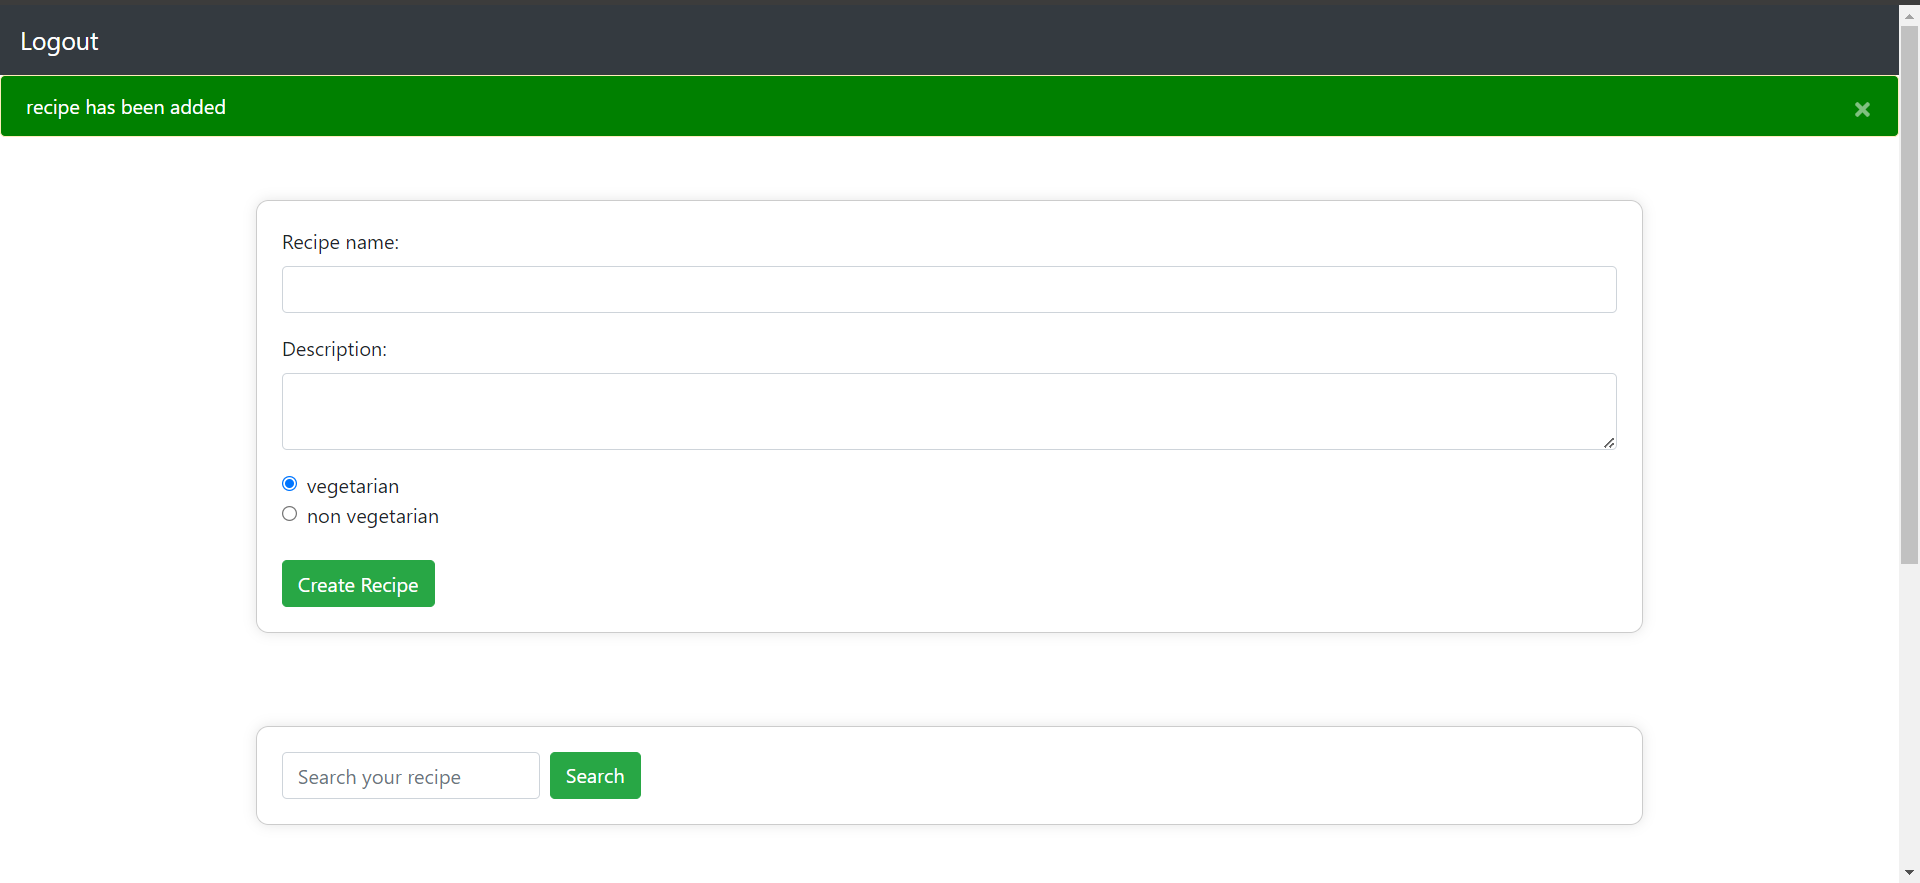 Logout
recipe has been added
Recipe name:
Description:
vegetarian
non vegetarian
Create Recipe
Search your recipe Search